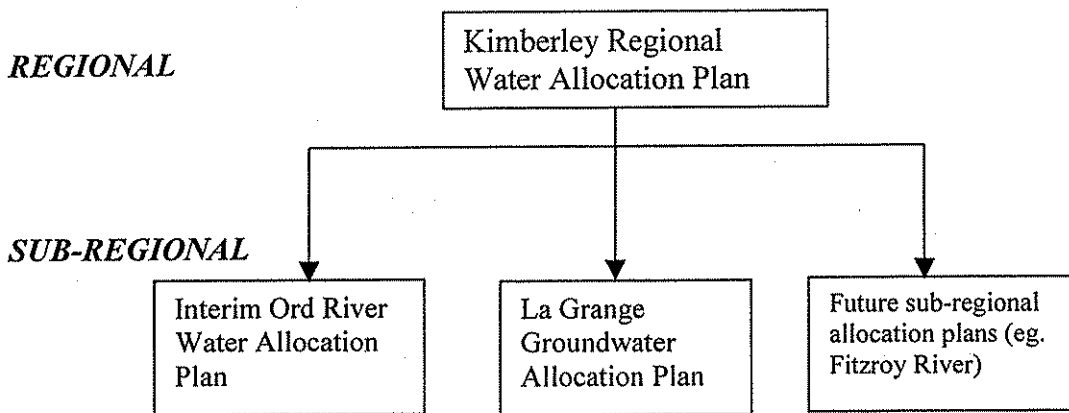 REGIONAL
Kimberley Regional
Water Allocation Plan
SUB-REGIONAL
Interim Ord River
Water Allocation
Plan
La Grange
Groundwater
Allocation Plan
Future sub-regional
allocation plans (eg.
Fitzroy River)